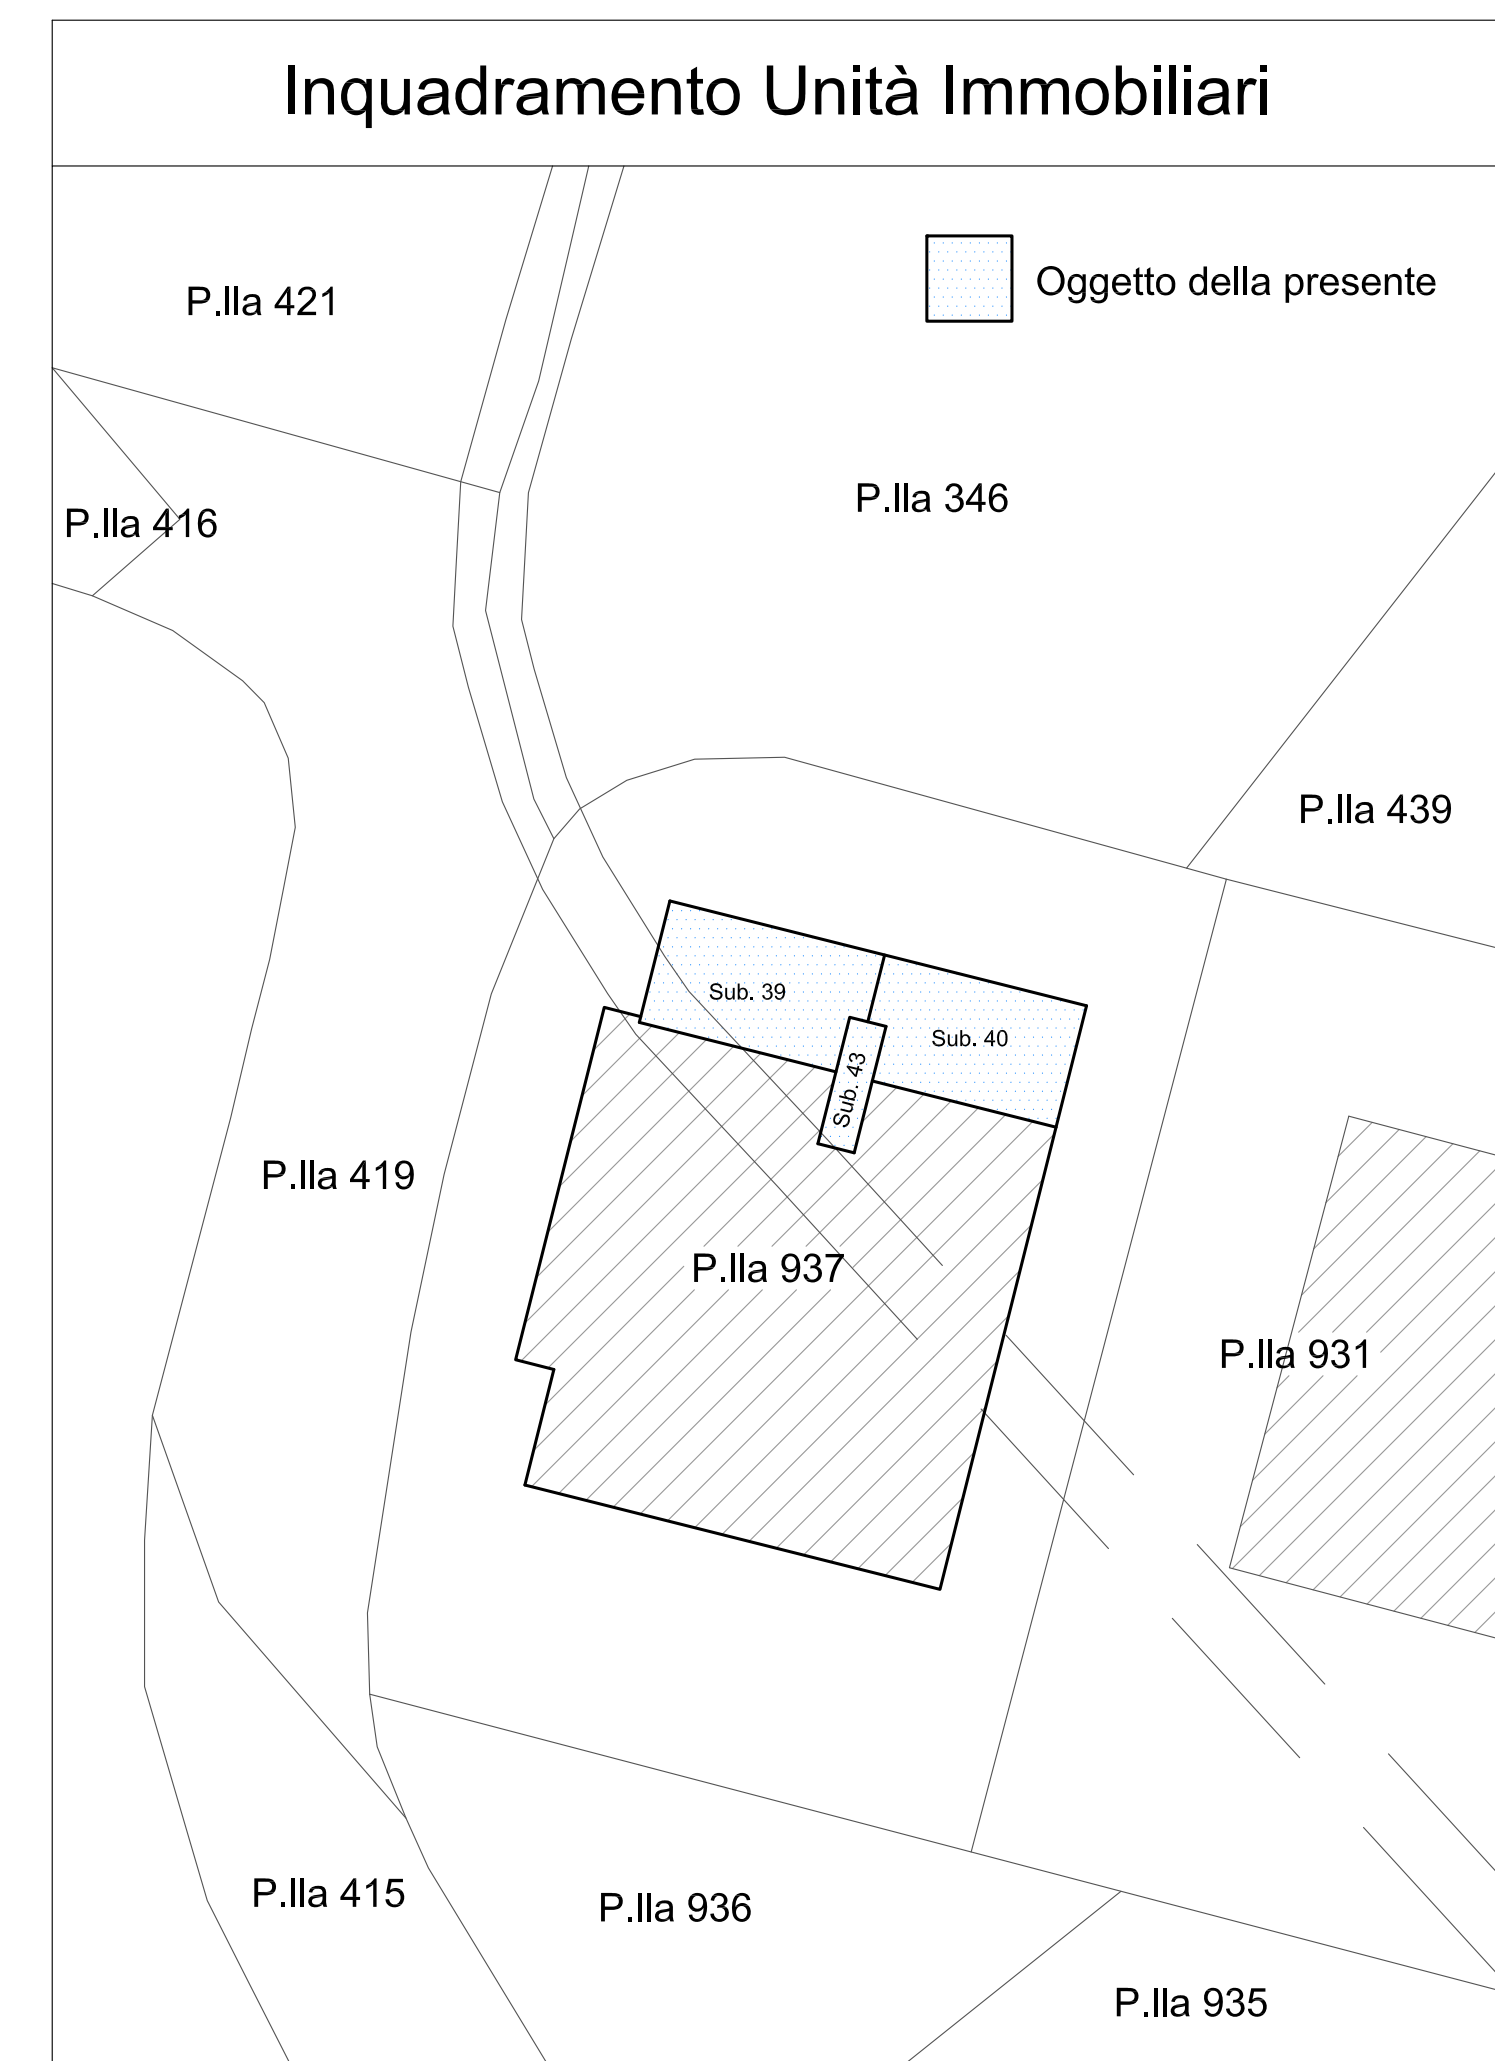 Inquadramento Unità Immobiliari
Oggetto della presente
P.lla 421
P.lla 346
P.lla 416
P.lla 439
Sub. 39
Sub. 40
Sub. 43
P.lla 419
P.lla 937
P.lla 931
P.lla 415
P.lla 936
P.lla 935